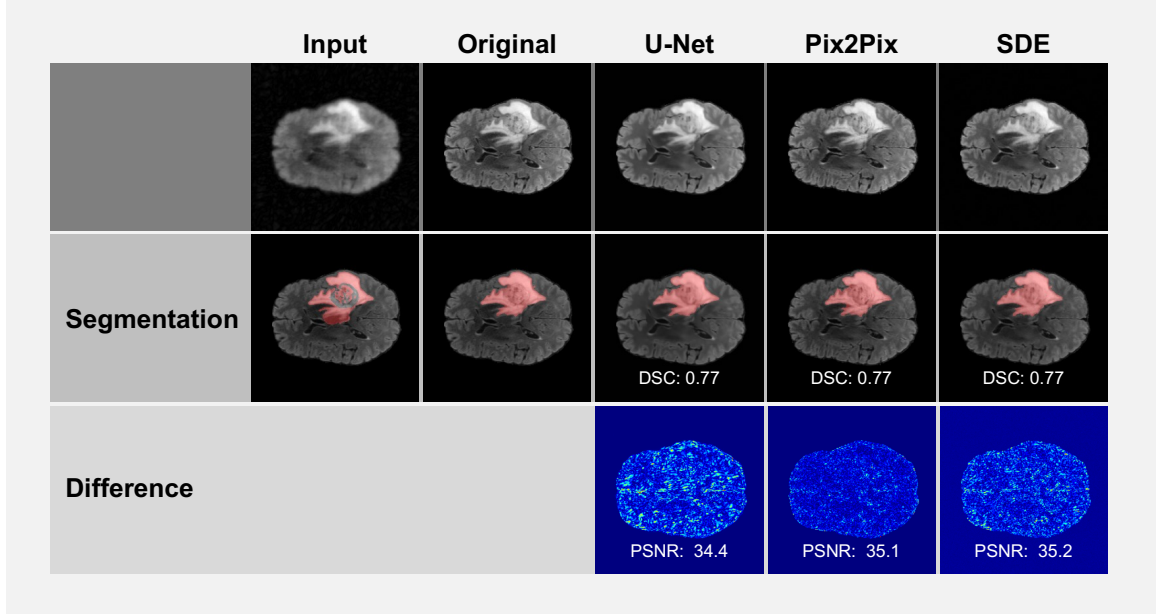 Input Original U-Net Pix2Pix SDE
Segmentation
DSC: 0.77 DSC: 0.77 DSC: 0.77
Difference
PSNR: 34.4 PSNR: 35.1 PSNR: 35.2